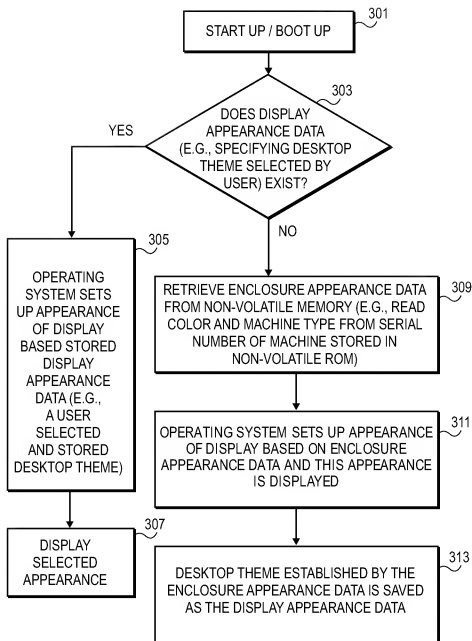 301
START UP / BOOT UP
303
DOES DISPLAY
APPEARANCE DATA
(E.G., SPECIFYING DESKTOP
THEME SELECTED BY
USER) EXIST?
YES
NO
305
OPERATING
SYSTEM SETS
UP APPEARANCE
OF DISPLAY
BASED STORED
DISPLAY
APPEARANCE
DATA (E.G.,
A USER
SELECTED
AND STORED
DESKTOP THEME)
307
DISPLAY
SELECTED
APPEARANCE
309
RETRIEVE ENCLOSURE APPEARANCE DATA
FROM NON-VOLATILE MEMORY (E.G., READ
COLOR AND MACHINE TYPE FROM SERIAL
NUMBER OF MACHINE STORED IN
NON-VOLATILE ROM)
311
OPERATING SYSTEM SETS UP APPEARANCE
OF DISPLAY BASED ON ENCLOSURE
APPEARANCE DATA AND THIS APPEARANCE
IS DISPLAYED
313
DESKTOP THEME ESTABLISHED BY THE
ENCLOSURE APPEARANCE DATA IS SAVED
AS THE DISPLAY APPEARANCE DATA